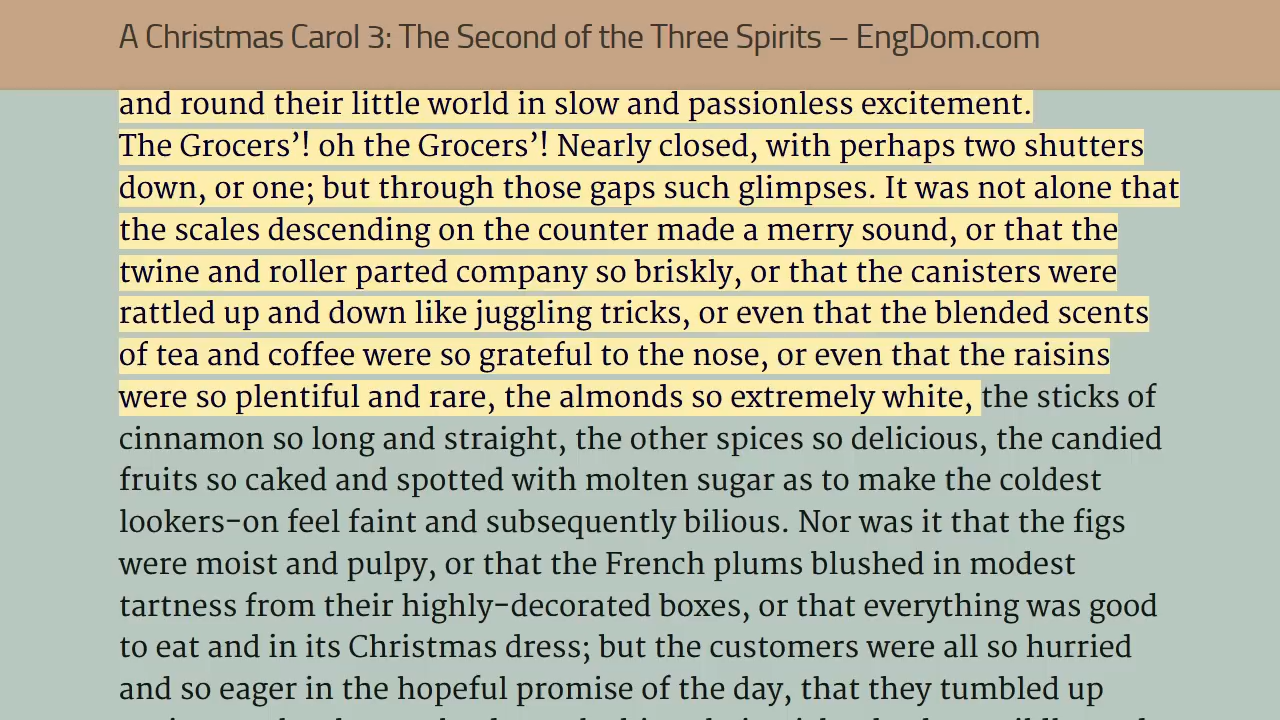 A Christmas Carol 3: The Second of the Three Spirits – EngDom.com
and round their little world in slow and passionless excitement.
The Grocers’! oh the Grocers’! Nearly closed, with perhaps two shutters
down, or one; but through those gaps such glimpses. It was not alone that
the scales descending on the counter made a merry sound, or that the
twine and roller parted company so briskly, or that the canisters were
rattled up and down like juggling tricks, or even that the blended scents
of tea and coffee were so grateful to the nose, or even that the raisins
were so plentiful and rare, the almonds so extremely white, the sticks of
cinnamon so long and straight, the other spices so delicious, the candied
fruits so caked and spotted with molten sugar as to make the coldest
lookers-on feel faint and subsequently bilious. Nor was it that the figs
were moist and pulpy, or that the French plums blushed in modest
tartness from their highly-decorated boxes, or that everything was good
to eat and in its Christmas dress; but the customers were all so hurried
and so eager in the hopeful promise of the day, that they tumbled up